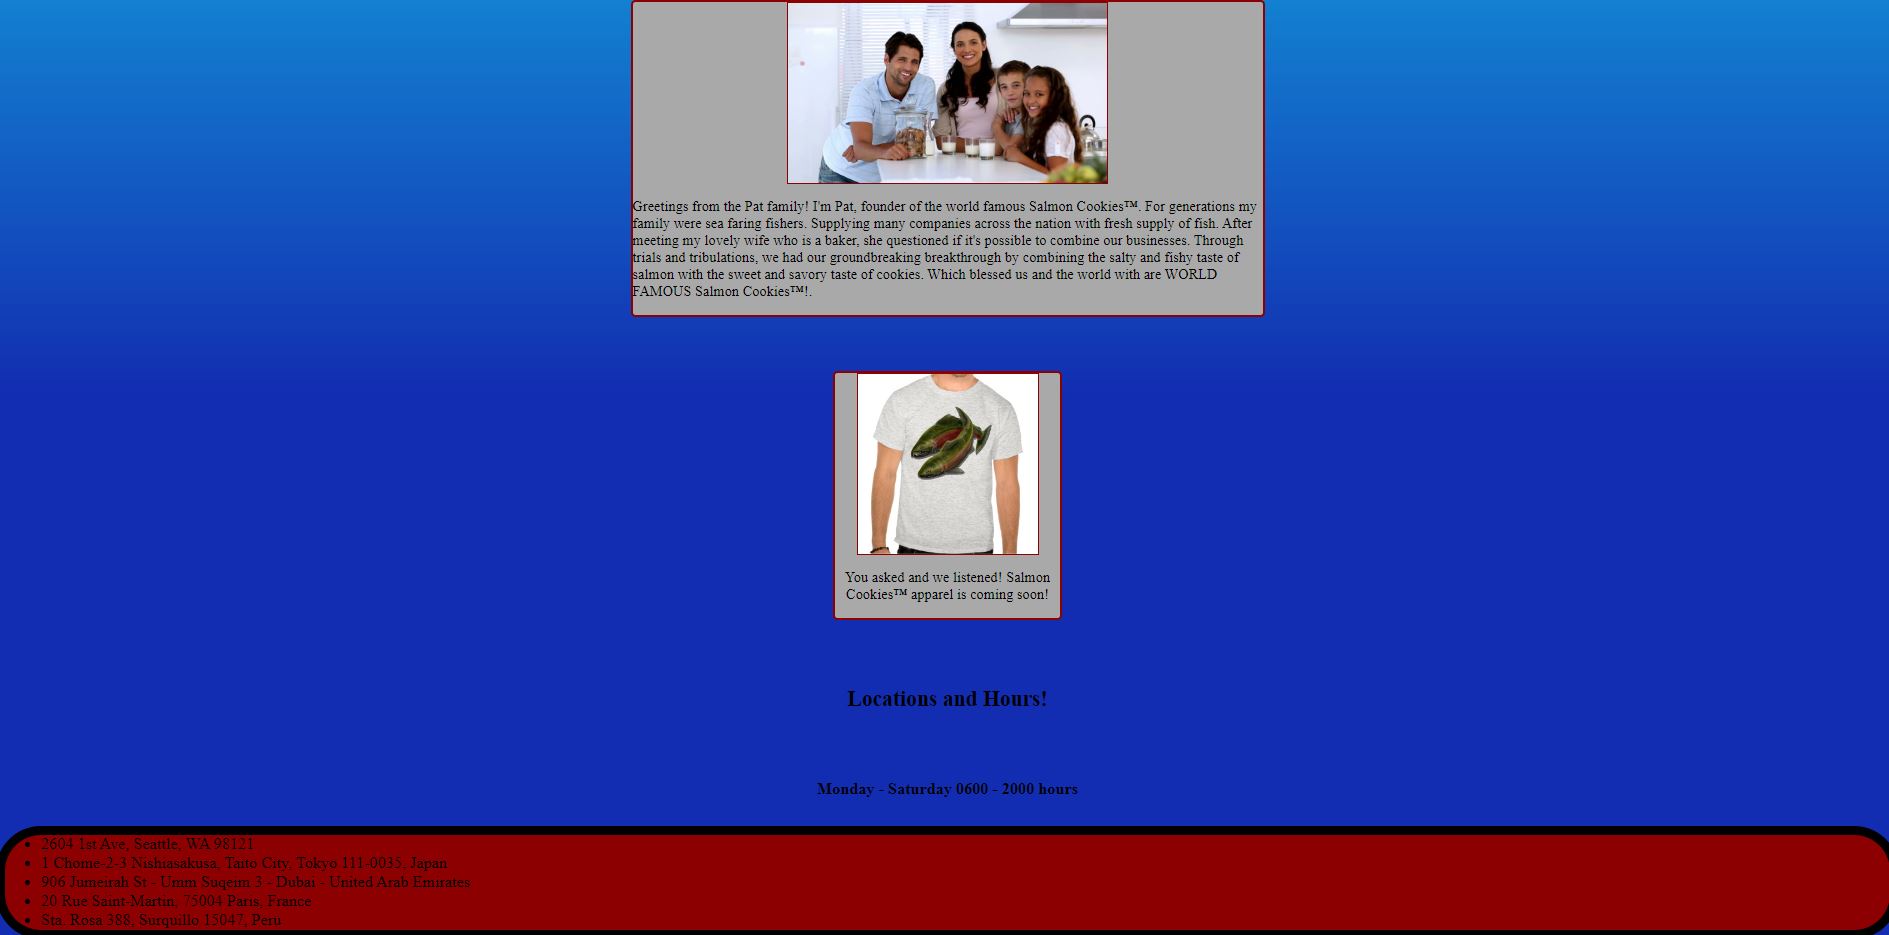 Greetings from the Pat family! I'm Pat, founder of the world famous Salmon Cookies™. For generations my
family were sea faring fishers. Supplying many companies across the nation with fresh supply of fish. After
meeting my lovely wife who is a baker, she questioned if it's possible to combine our businesses. Through
trials and tribulations, we had our groundbreaking breakthrough by combining the salty and fishy taste of
salmon with the sweet and savory taste of cookies. Which blessed us and the world with are WORLD
FAMOUS Salmon Cookies™!.
You asked and we listened! Salmon
Cookies™ apparel is coming soon!
Locations and Hours!
Monday - Saturday 0600 - 2000 hours
2604 1st Ave, Seattle, WA 98121
1 Chome-2-3 Nishiasakusa, Taito City, Tokyo 111-0035, Japan
906 Jumeirah St - Umm Suqeim 3 - Dubai - United Arab Emirates
20 Rue Saint-Martin, 75004 Paris, France
Sta. Rosa 388, Surquillo 15047, Peru